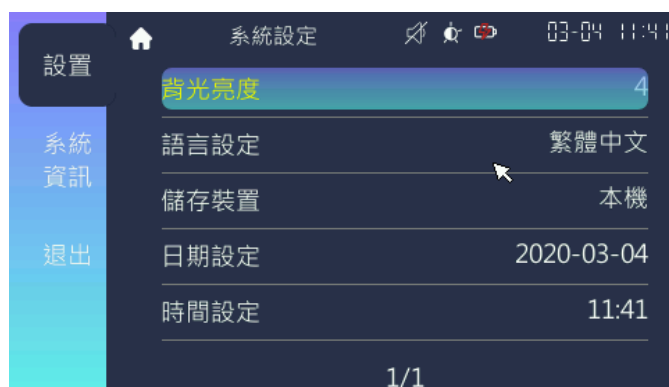 系統設定 03-04 11:41
設置
背光亮度 4
系統
資訊
語言設定 繁體中文
儲存裝置 本機
退出
日期設定 2020-03-04
時間設定 11:41
1/1